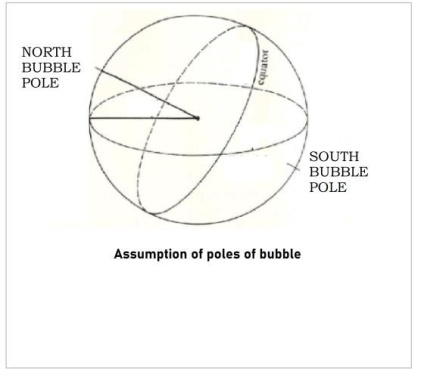 NORTH
BUBBLE
POLE
equator
SOUTH
BUBBLE
POLE
Assumption of poles of bubble